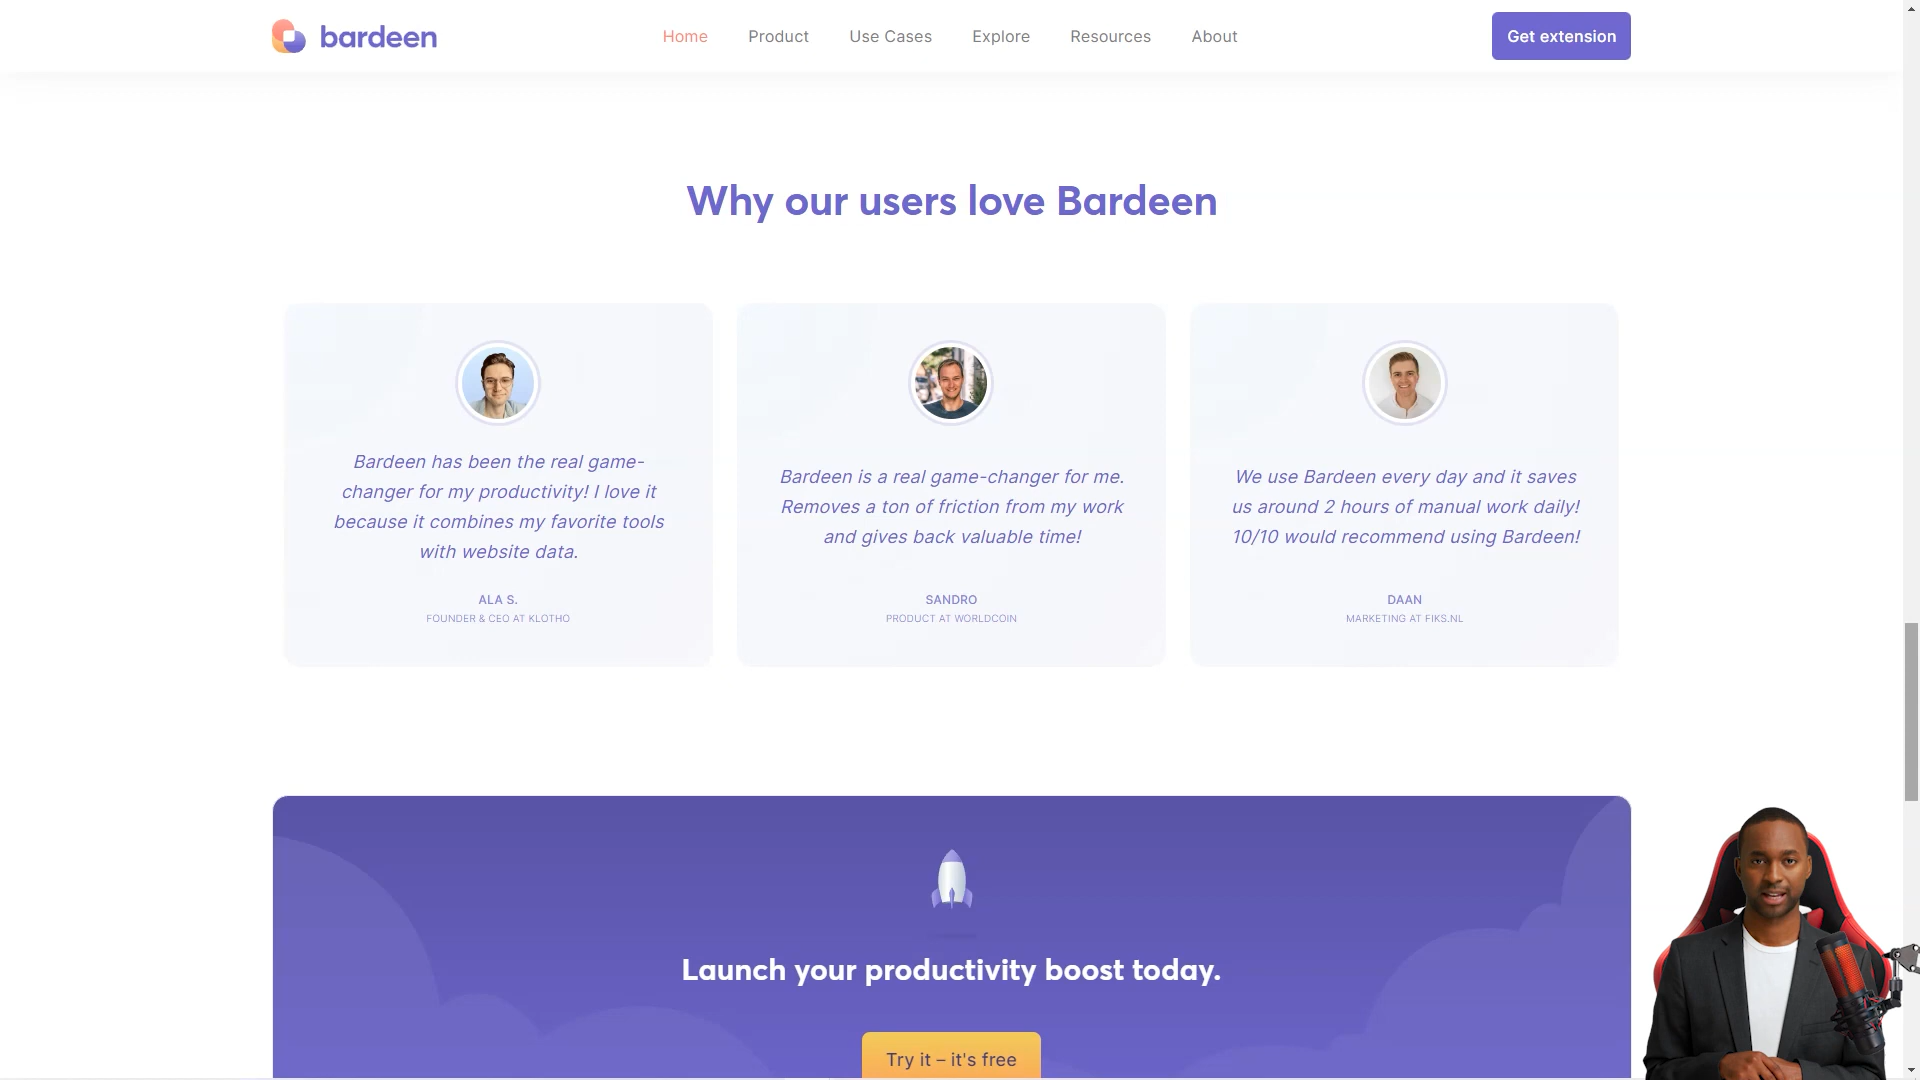 bardeen
Home
Product
Use Cases
Explore
Resources
About
Get extension
Why our users love Bardeen
Bardeen has been the real game-
changer for my productivity! I love it
because it combines my favorite tools
with website data.
ALA S.
FOUNDER & CEO AT KLOTHO
Bardeen is a real game-changer for me.
Removes a ton of friction from my work
and gives back valuable time!
SANDRO
PRODUCT AT WORLDCOIN
We use Bardeen every day and it saves
us around 2 hours of manual work daily!
10/10 would recommend using Bardeen!
DAAN
MARKETING AT FIKS.NL
Launch your productivity boost today.
Try it – it's free